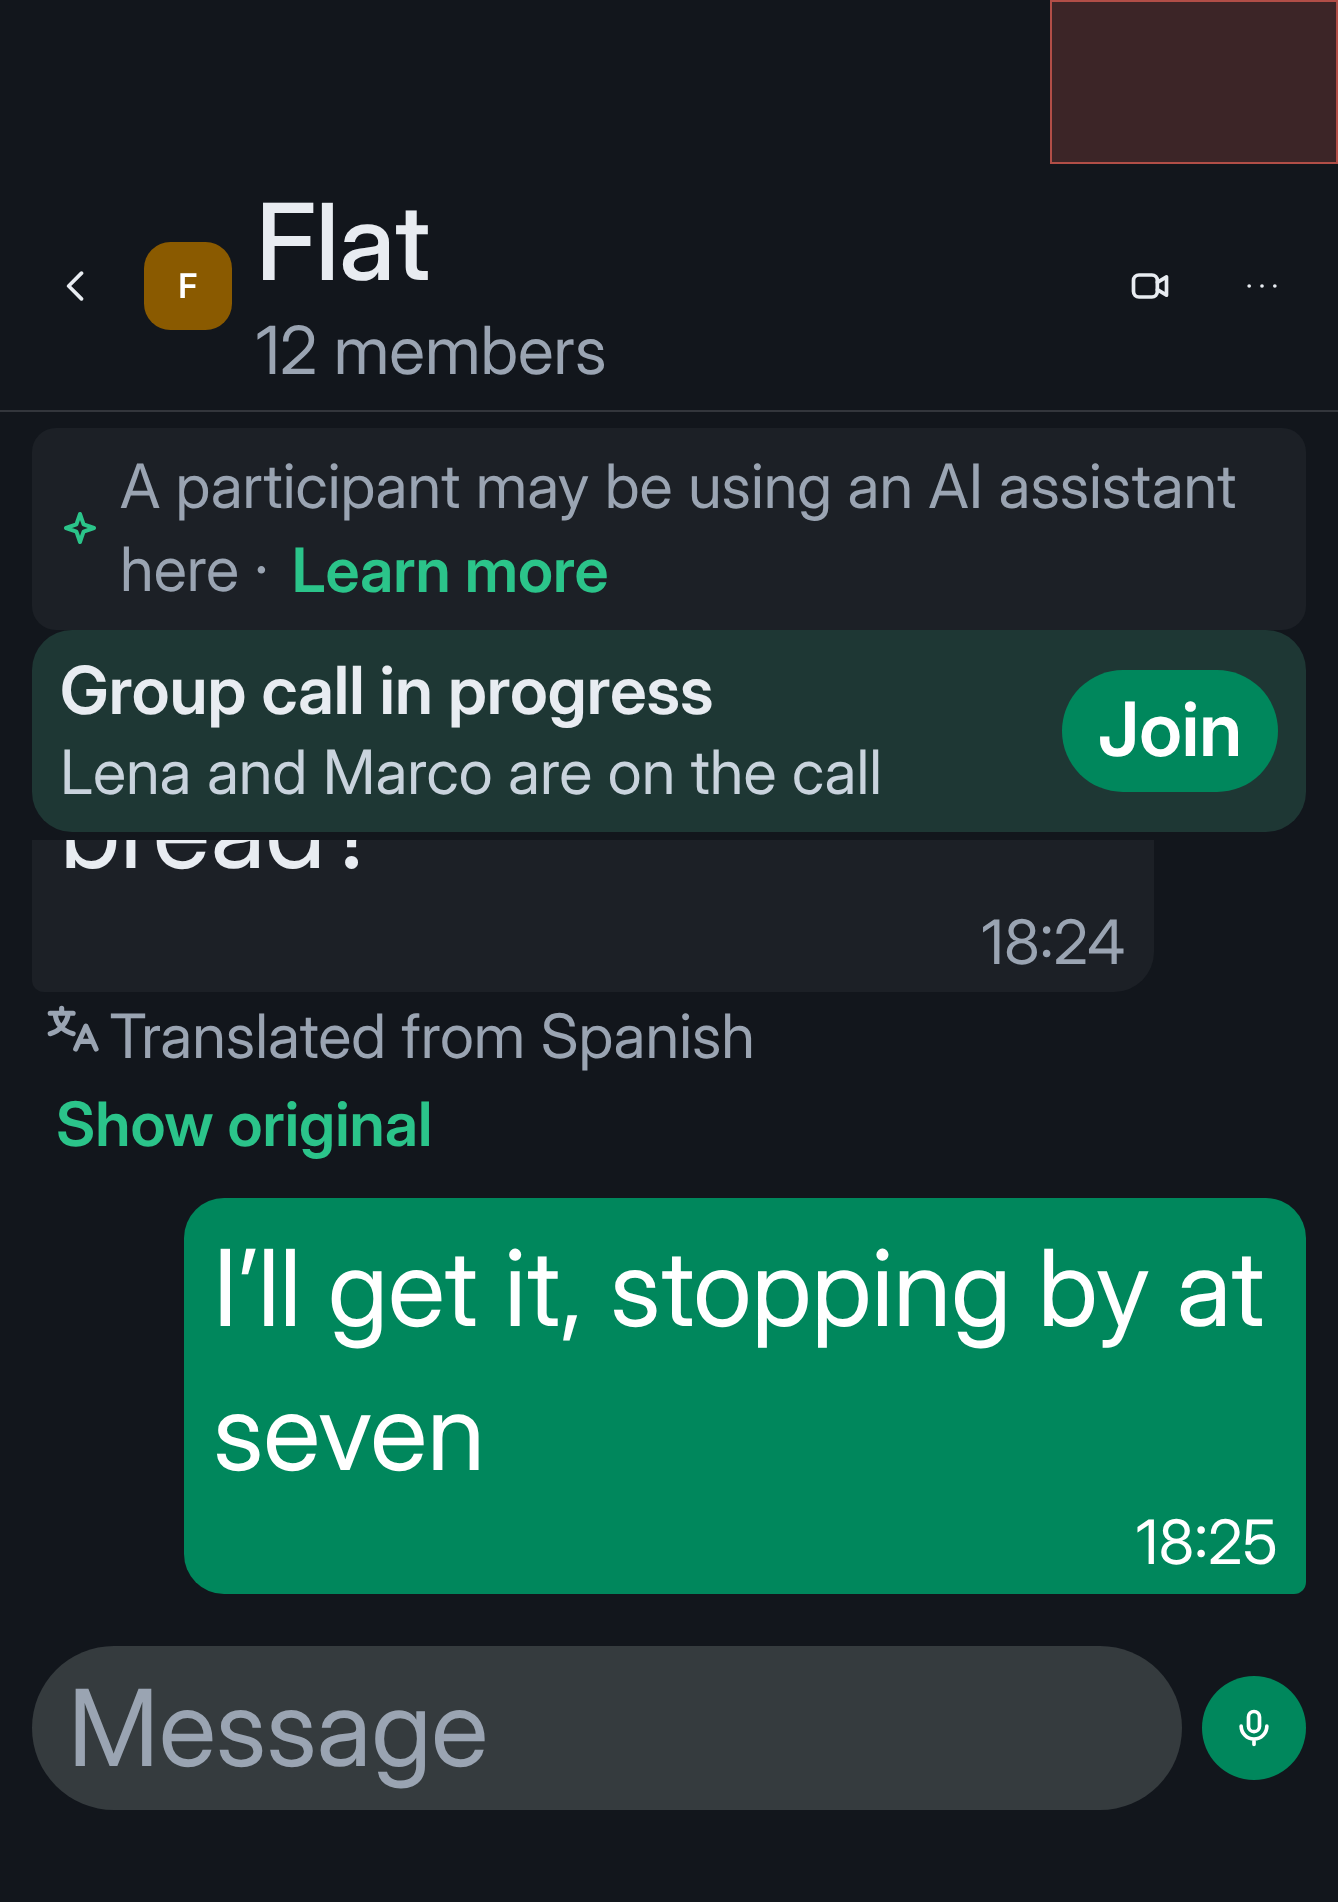 Flat
F
12 members
A participant may be using an AI assistant
here · Learn more
Group call in progress
Lena and Marco are on the call
Join
bread?
18:24
Translated from Spanish
Show original
I’ll get it, stopping by at
seven
18:25
Message